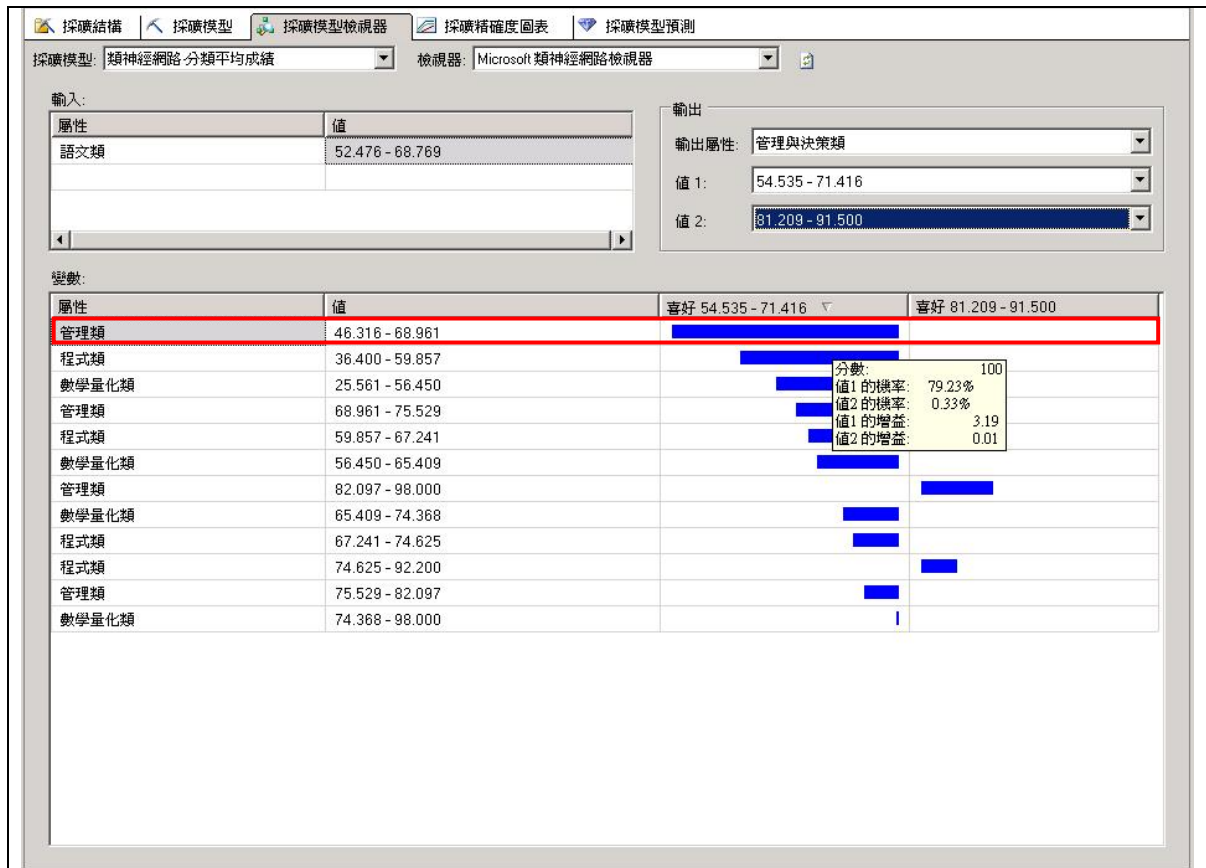 採礦結構 採礦模型 採礦模型檢視器 採礦精確度圖表 採礦模型預測
採礦模型: 類神經網路-分類平均成績 檢視器: Microsoft 類神經網路檢視器
輸入:
屬性 值
語文類 52.476 - 68.769
輸出
輸出屬性: 管理與決策類
值 1: 54.535 - 71.416
值 2: 81.209 - 91.500
變數:
屬性 值 喜好 54.535 - 71.416 喜好 81.209 - 91.500
管理類 46.316 - 68.961
程式類 36.400 - 59.857
數學量化類 25.561 - 56.450
管理類 68.961 - 75.529
程式類 59.857 - 67.241
數學量化類 56.450 - 65.409
管理類 82.097 - 98.000
數學量化類 65.409 - 74.368
程式類 67.241 - 74.625
程式類 74.625 - 92.200
管理類 75.529 - 82.097
數學量化類 74.368 - 98.000
分數: 100
值1 的機率: 79.23%
值2 的機率: 0.33%
值1 的增益: 3.19
值2 的增益: 0.01